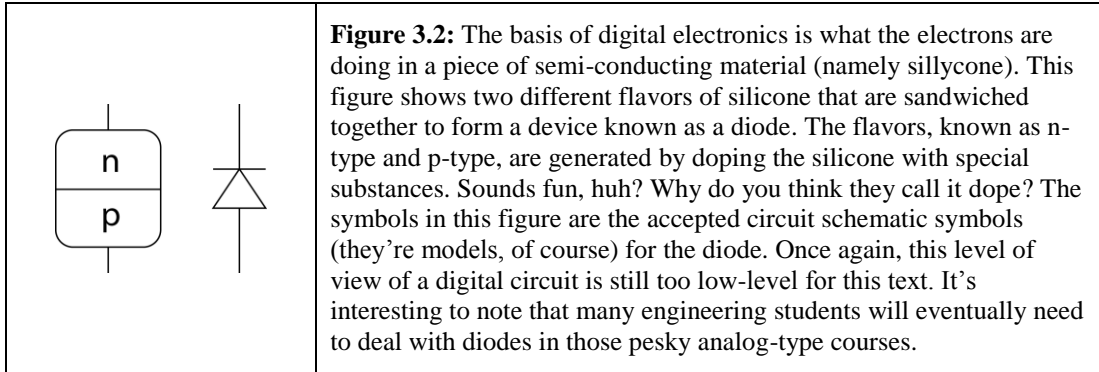 n
p
Figure 3.2: The basis of digital electronics is what the electrons are
doing in a piece of semi-conducting material (namely sillycone). This
figure shows two different flavors of silicone that are sandwiched
together to form a device known as a diode. The flavors, known as n-
type and p-type, are generated by doping the silicone with special
substances. Sounds fun, huh? Why do you think they call it dope? The
symbols in this figure are the accepted circuit schematic symbols
(they're models, of course) for the diode. Once again, this level of
view of a digital circuit is still too low-level for this text. It's
interesting to note that many engineering students will eventually need
to deal with diodes in those pesky analog-type courses.